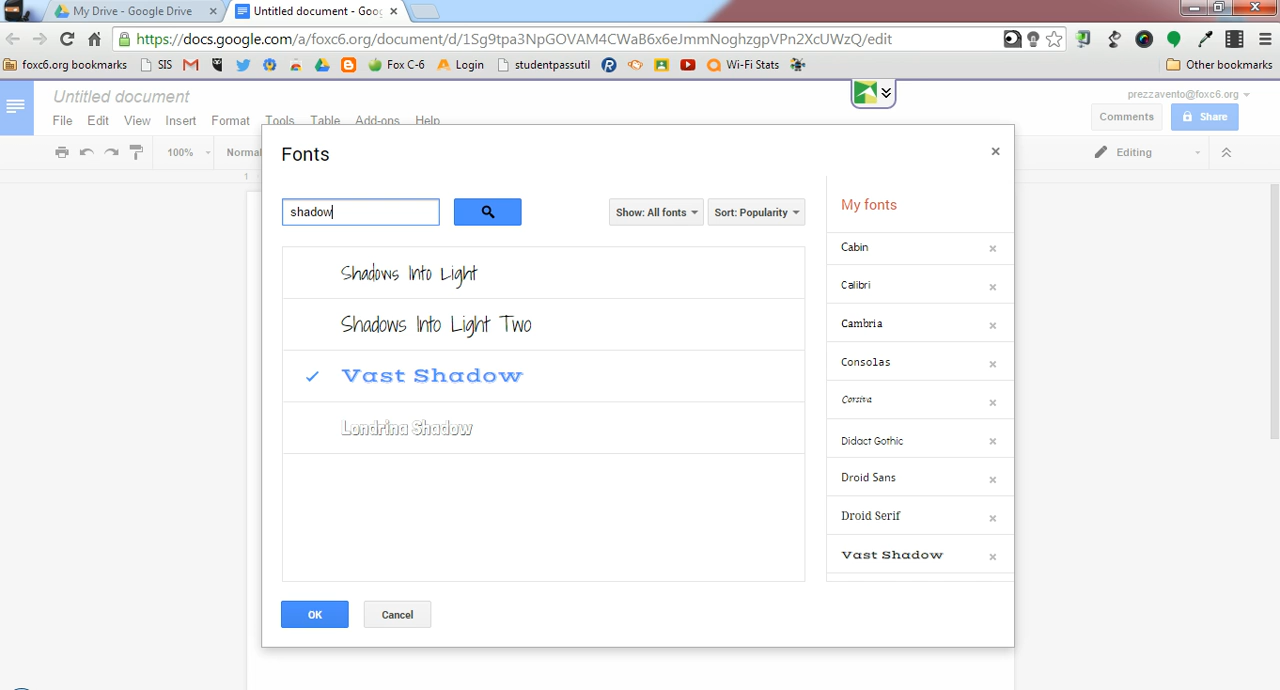 My Drive - Google Drive
Untitled document - Goo
https://docs.google.com/a/foxc6.org/document/d/1Sg9tpa3NpGOVAM4CWaB6x6eJmmNoghzgpVPn2XcUWzQ/edit
foxc6.org bookmarks SIS Fox C-6 Login studentpassutil Wi-Fi Stats Other bookmarks
Untitled document
prezzavento@foxc6.org
File Edit View Insert Format Tools Table Add-ons Help
Comments Share
100% Normal Editing
1
Fonts
shadow
Show: All fonts Sort: Popularity
Shadows Into Light
Shadows Into Light Two
Vast Shadow
Londrina Shadow
OK Cancel
My fonts
Cabin
Calibri
Cambria
Consolas
Corsiva
Didact Gothic
Droid Sans
Droid Serif
Vast Shadow